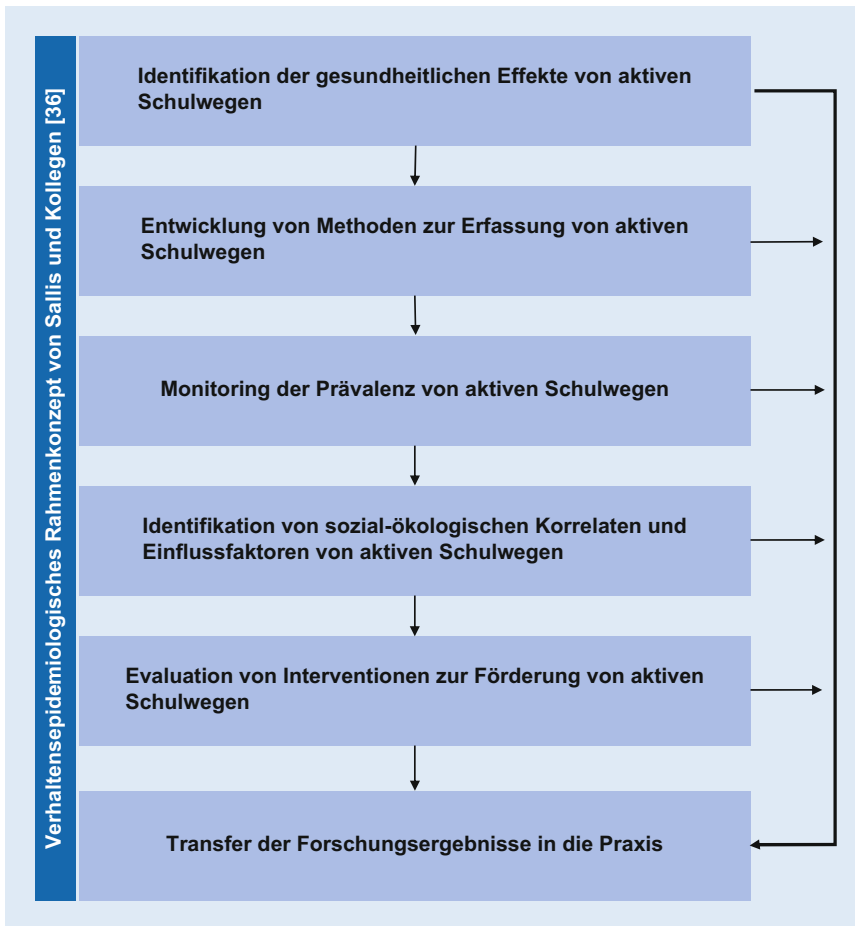 Verhaltensepidemiologisches Rahmenkonzept von Sallis und Kollegen [36]
Identifikation der gesundheitlichen Effekte von aktiven
Schulwegen
Entwicklung von Methoden zur Erfassung von aktiven
Schulwegen
Monitoring der Prävalenz von aktiven Schulwegen
Identifikation von sozial-ökologischen Korrelaten und
Einflussfaktoren von aktiven Schulwegen
Evaluation von Interventionen zur Förderung von aktiven
Schulwegen
Transfer der Forschungsergebnisse in die Praxis